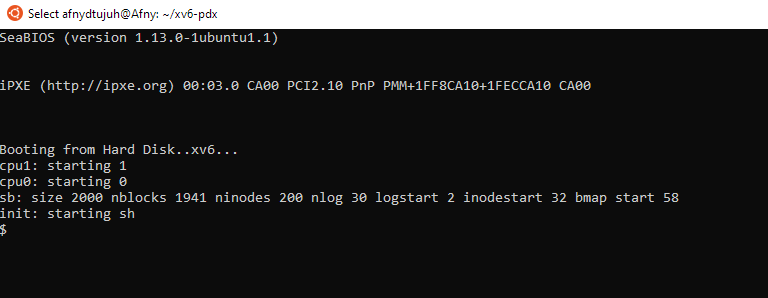 Select afnydtujuh@Afny: ~/xv6-pdx
SeaBIOS (version 1.13.0-1ubuntu1.1)
iPXE (http://ipxe.org) 00:03.0 CA00 PCI2.10 PnP PMM+1FF8CA10+1FECCA10 CA00
Booting from Hard Disk..xv6...
cpu1: starting 1
cpu0: starting 0
sb: size 2000 nblocks 1941 ninodes 200 nlog 30 logstart 2 inodestart 32 bmap start 58
init: starting sh
$